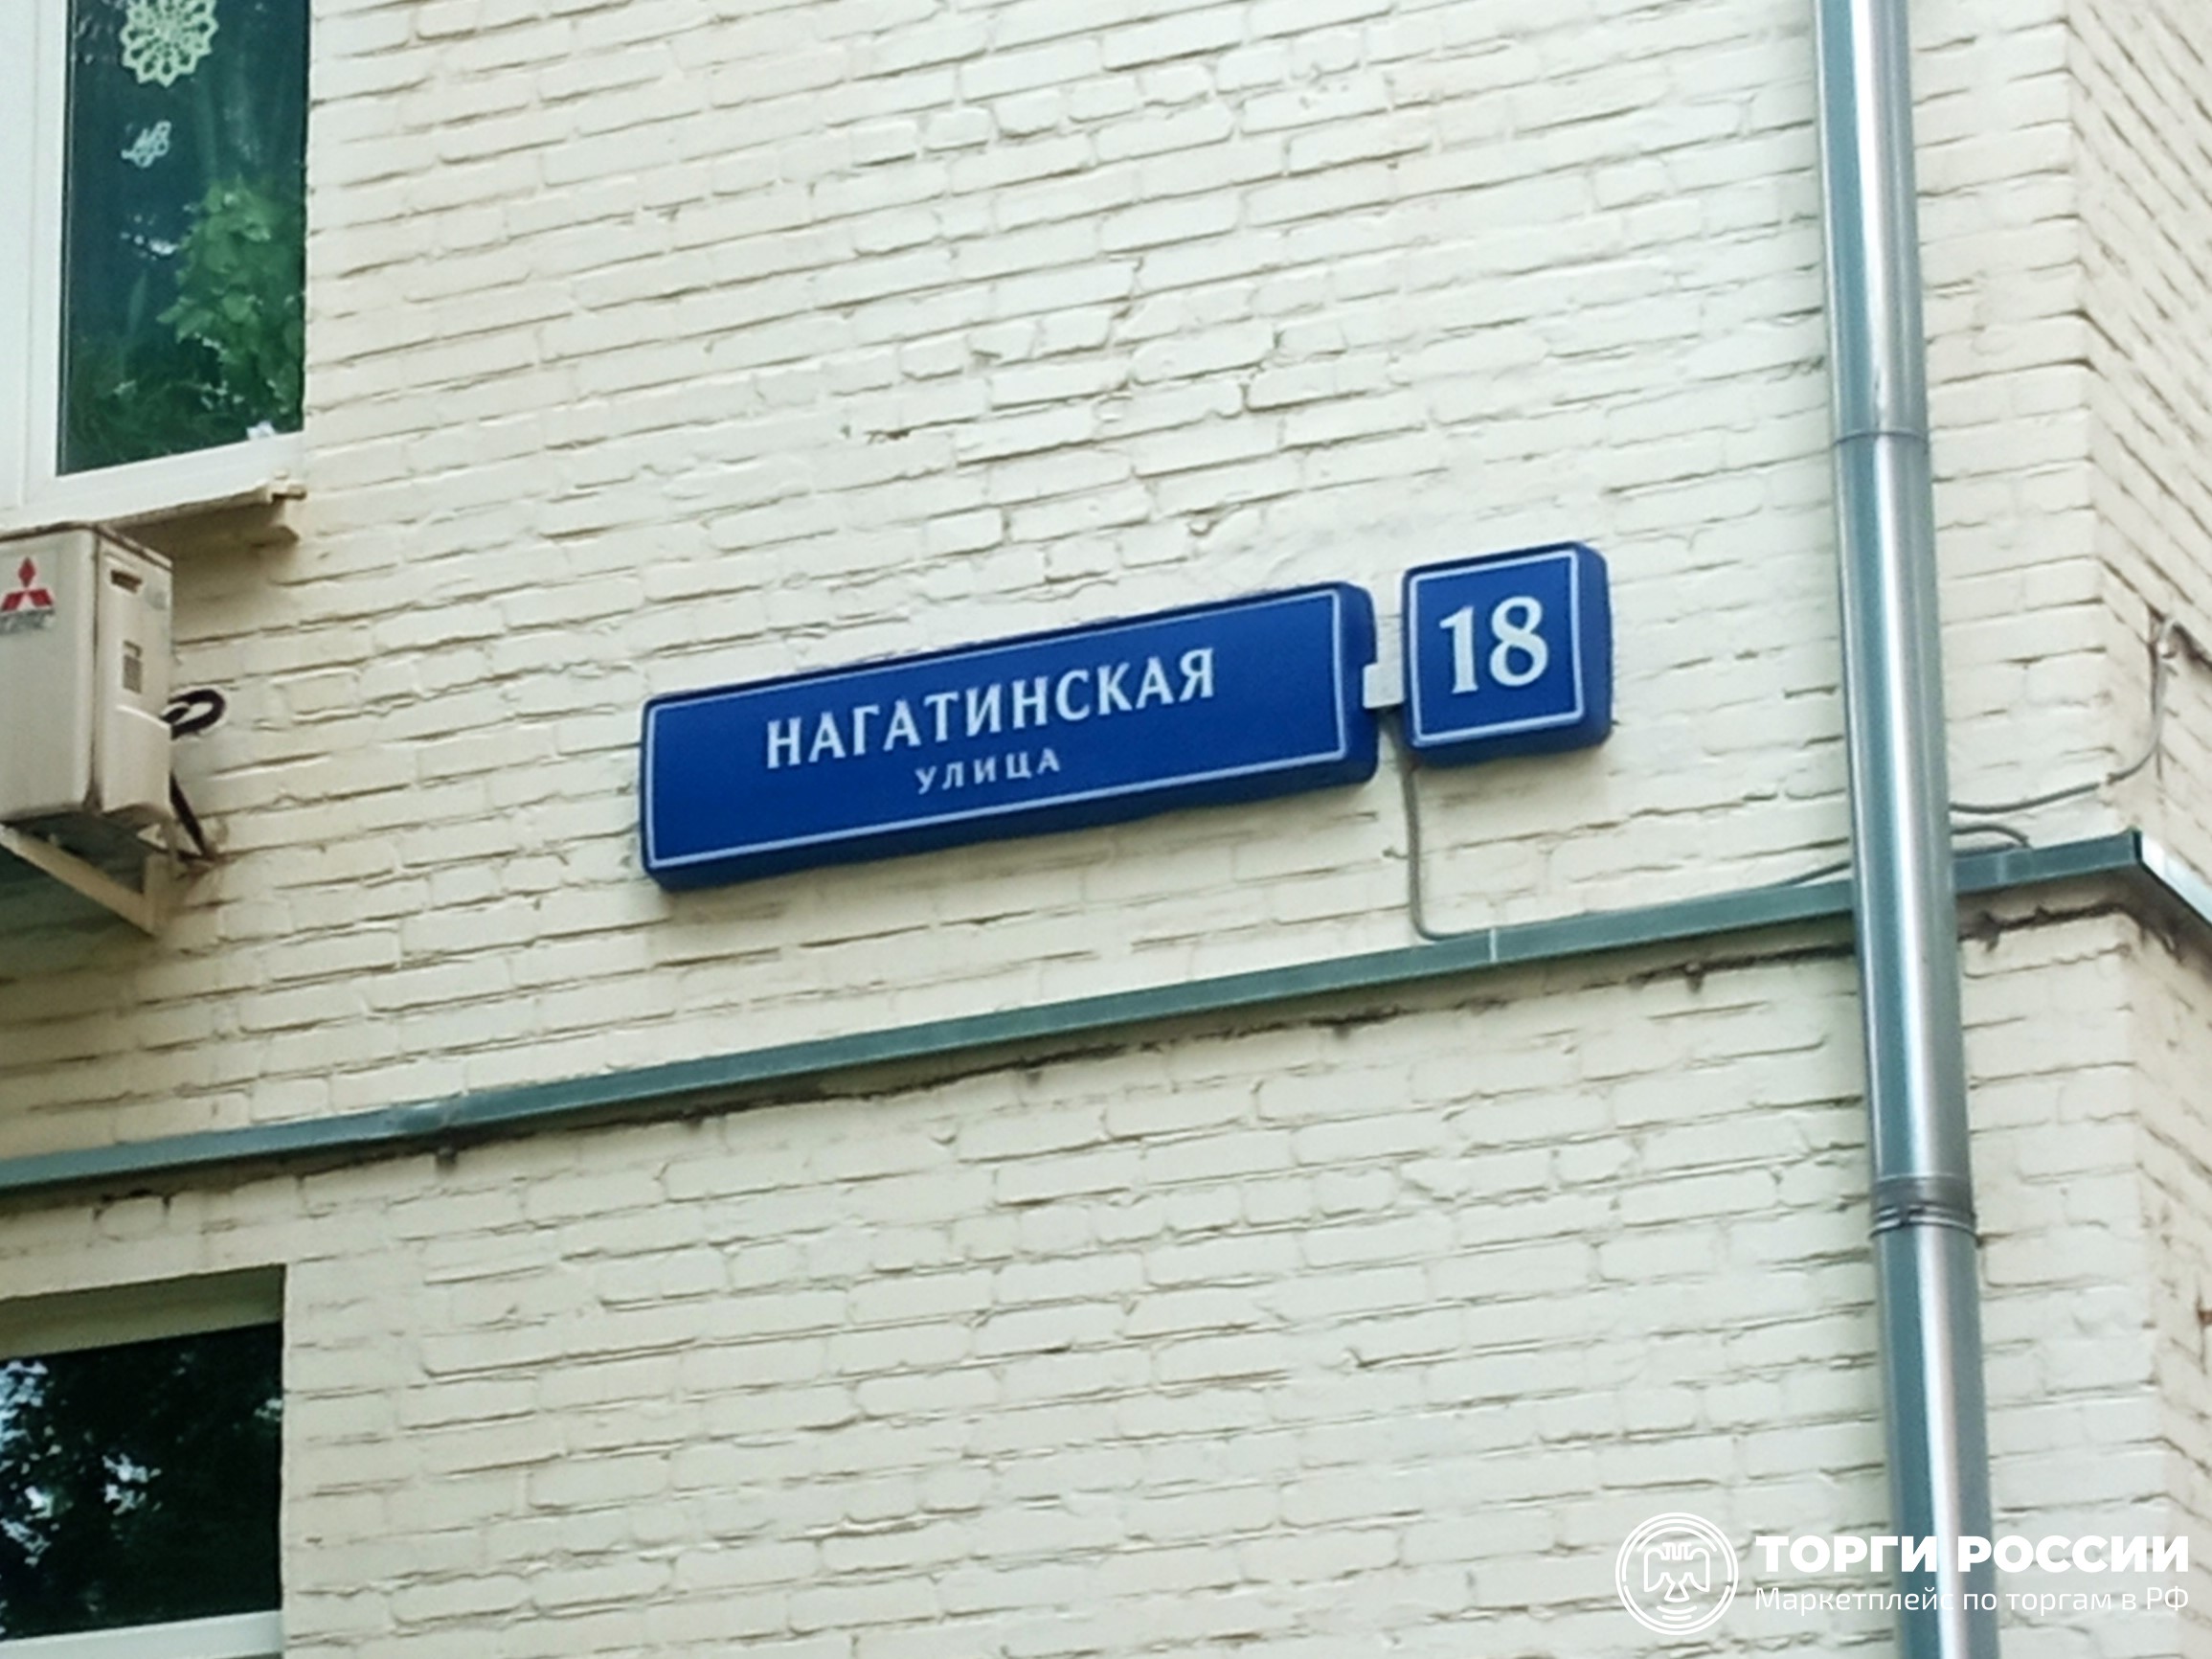 НАГАТИНСКАЯ
УЛИЦА
18
ТОРГИ РОССИИ
Маркетплейс по торгам в РФ